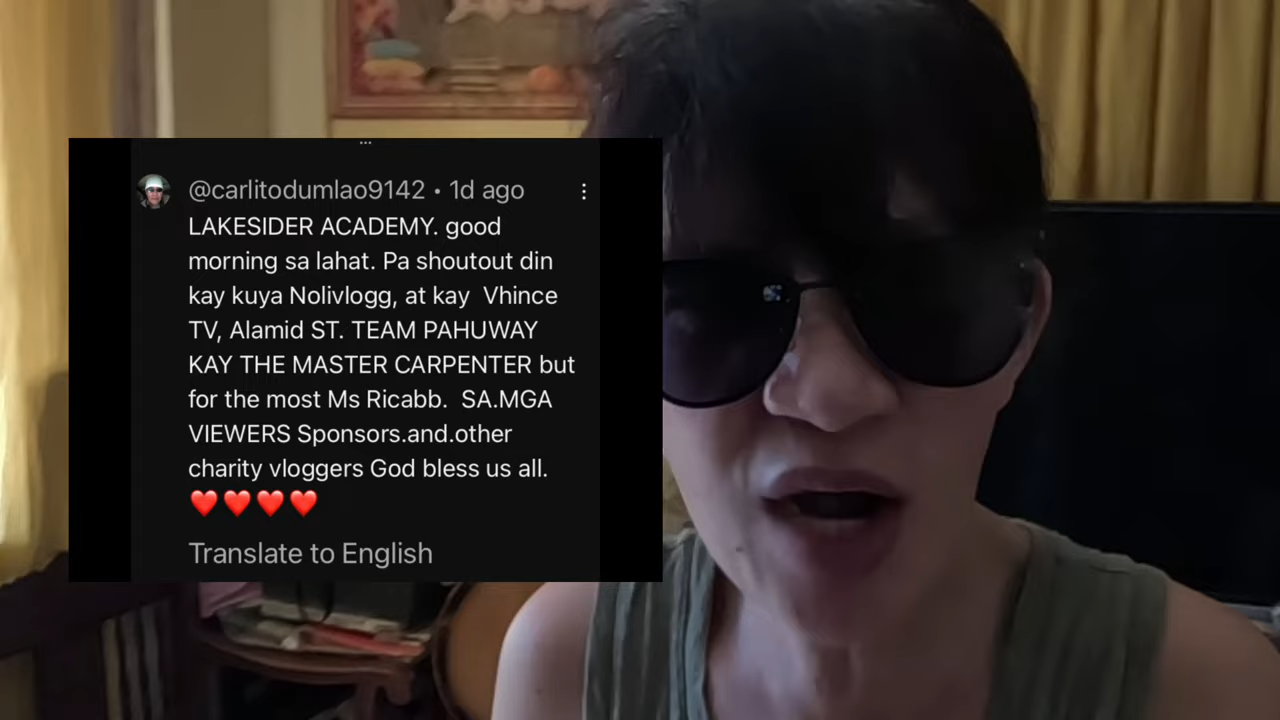 @carlitodumlao9142 • 1d ago
LAKESIDER ACADEMY. good
morning sa lahat. Pa shoutout din
kay kuya Nolivlogg, at kay  Vhince
TV, Alamid ST. TEAM PAHUWAY
KAY THE MASTER CARPENTER but
for the most Ms Ricabb.  SA.MGA
VIEWERS Sponsors.and.other
charity vloggers God bless us all.
❤️❤️❤️❤️
Translate to English